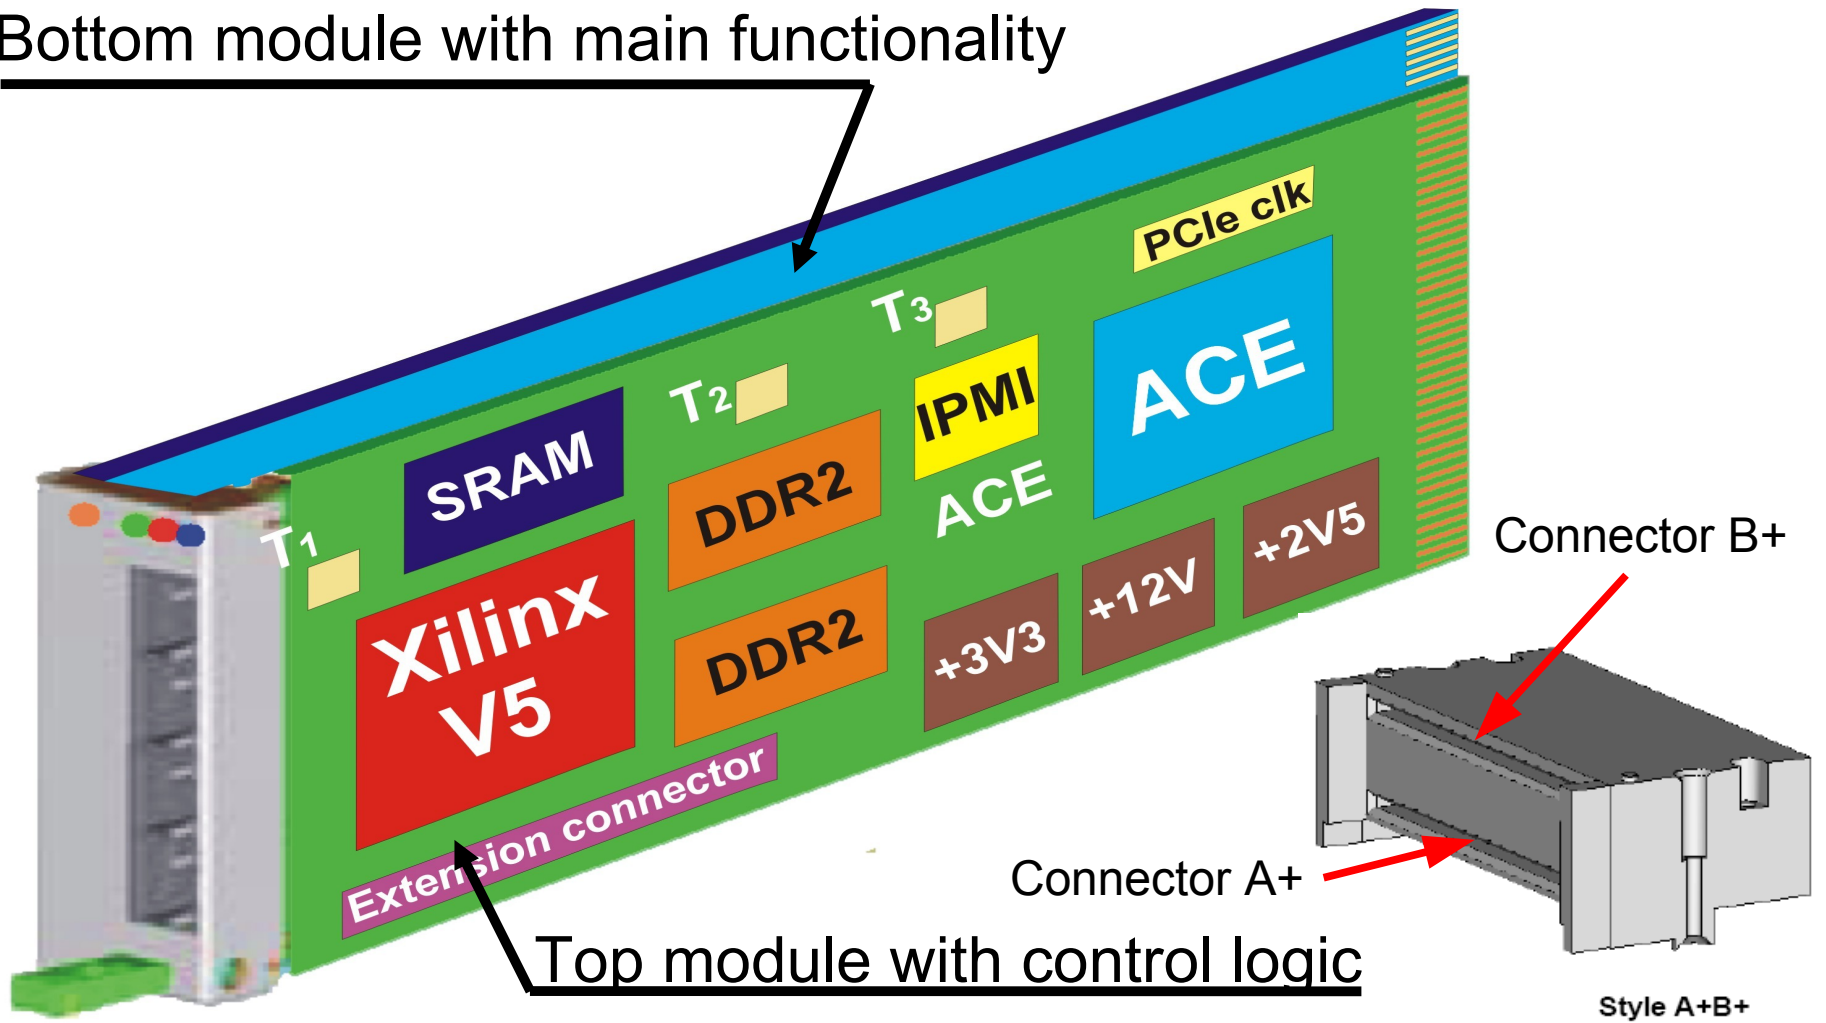 Bottom module with main functionality
PCIe clk
T3
ACE
IPMI
T2
SRAM
DDR2
ACE
T1
+2V5
Connector B+
Xilinx
V5
+12V
DDR2
+3V3
Extension connector
Connector A+
Top module with control logic
Style A+B+